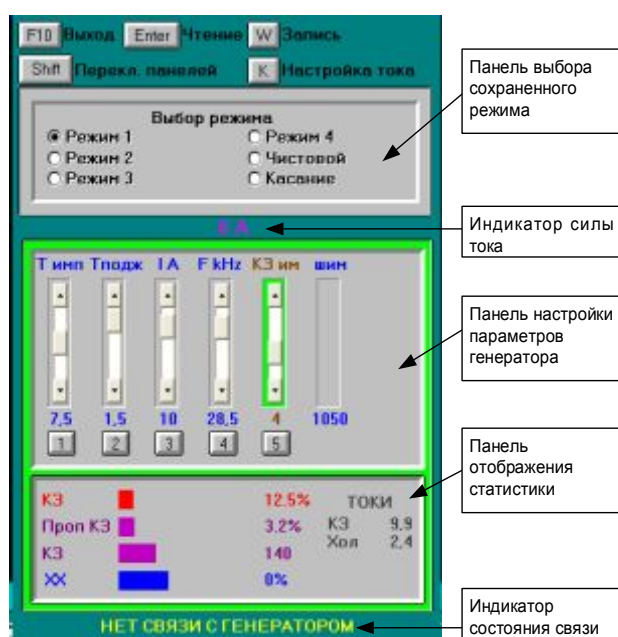 F10 Выход Enter Чтение W Запись
Shift Перекл. панелей K Настройка тока
Выбор режима
Режим 1 Режим 4
Режим 2 Чистовой
Режим 3 Касание
А
Т имп Тподж I А F kHz КЗ им шим
7,5 1,5 10 28,5 4 1050
1 2 3 4 5
КЗ 12.5% ТОКИ
Проп КЗ 3.2% КЗ 9,9
КЗ 140 Хол 2,4
ХХ 0%
НЕТ СВЯЗИ С ГЕНЕРАТОРОМ
Панель выбора
сохраненного
режима
Индикатор силы
тока
Панель настройки
параметров
генератора
Панель
отображения
статистики
Индикатор
состояния связи